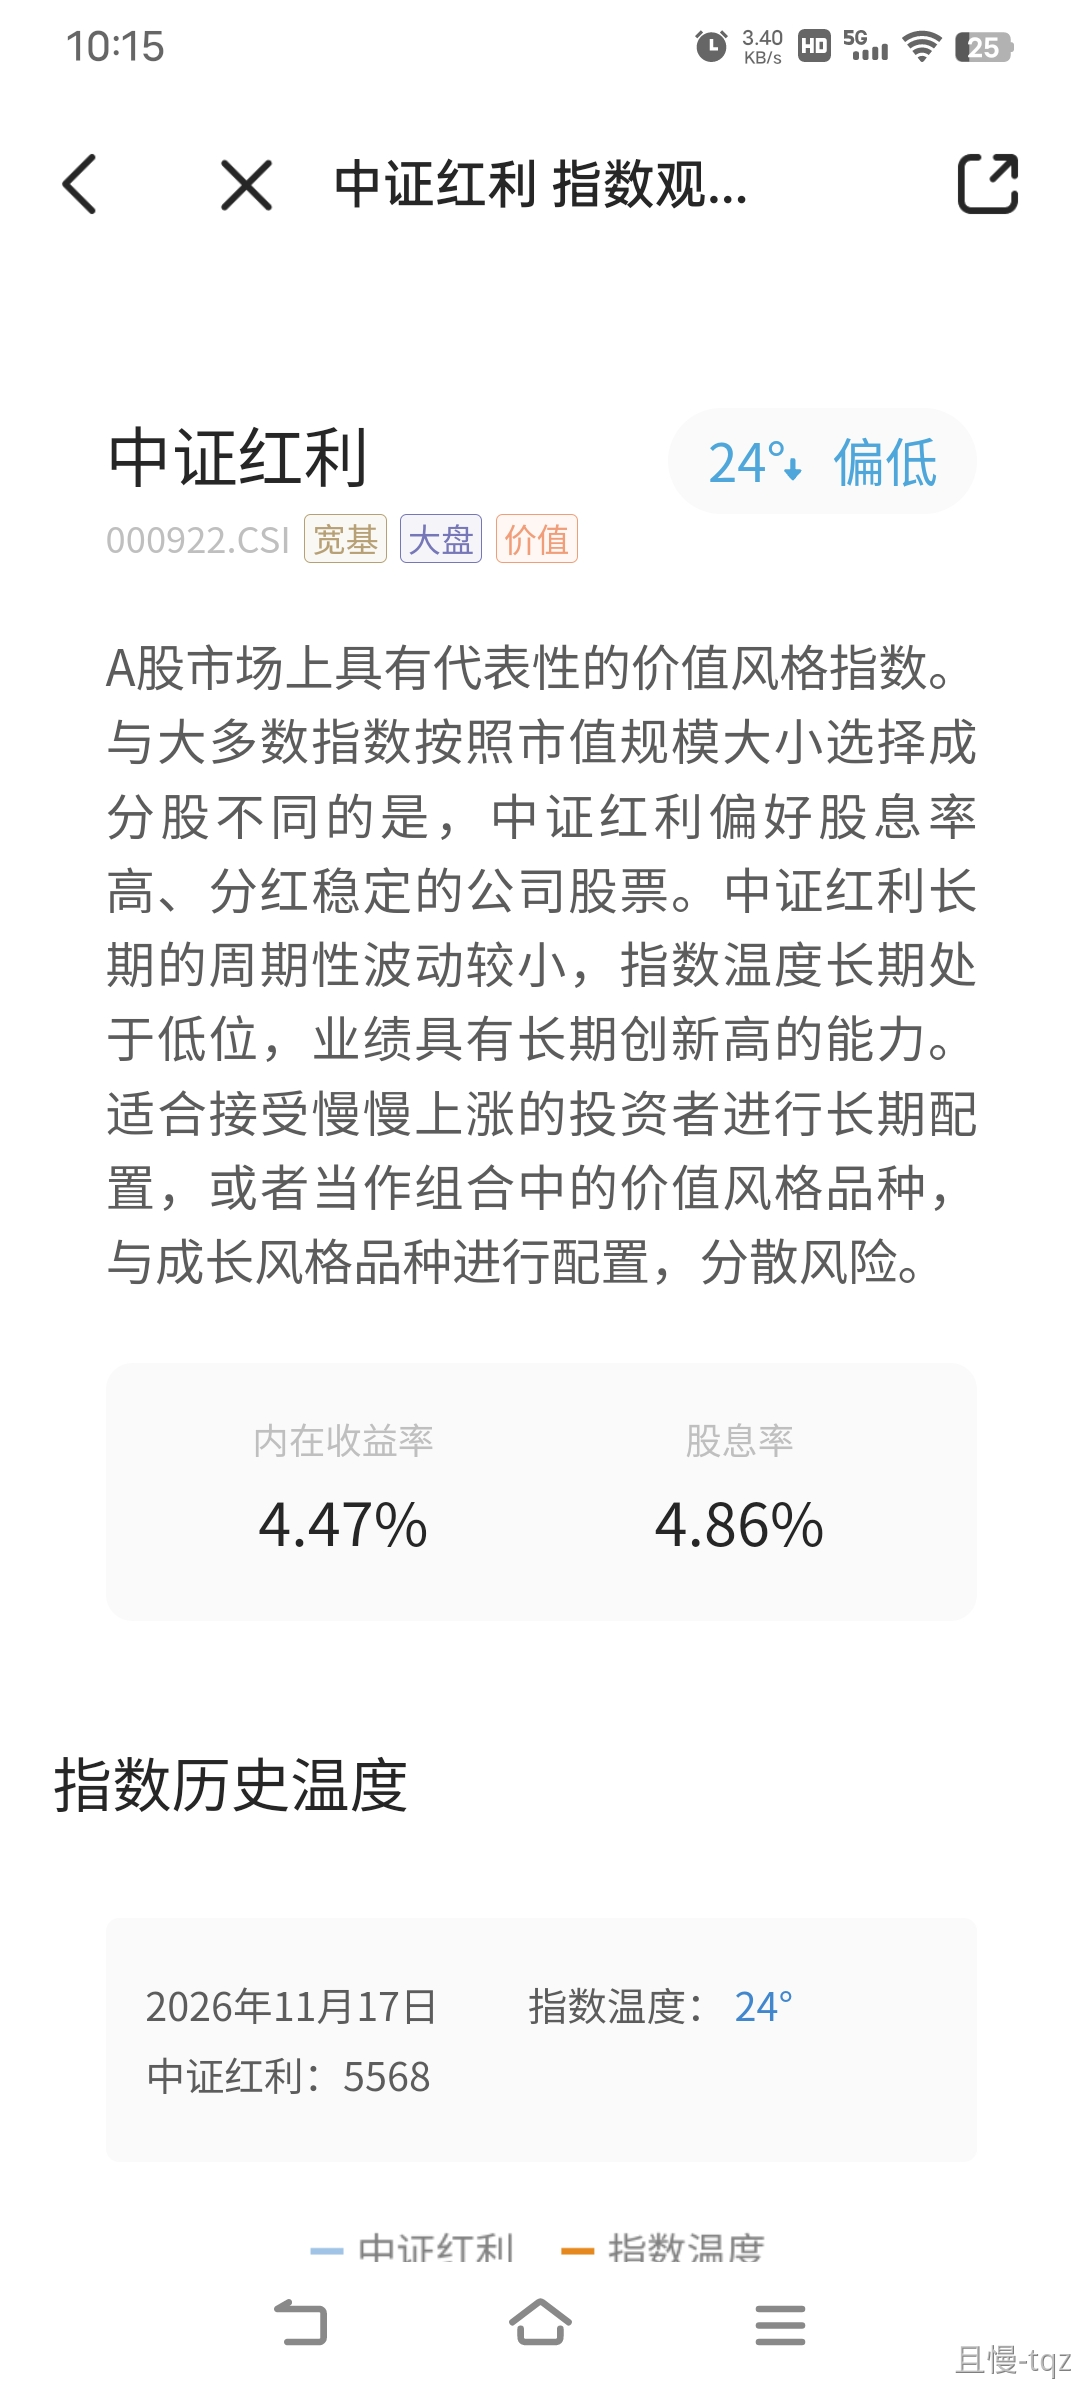 10:15
3.40 KB/s HD 5G 25
中证红利 指数观...
中证红利
24°↓ 偏低
000922.CSI 宽基 大盘 价值
A股市场上具有代表性的价值风格指数。
与大多数指数按照市值规模大小选择成
分股不同的是，中证红利偏好股息率
高、分红稳定的公司股票。中证红利长
期的周期性波动较小，指数温度长期处
于低位，业绩具有长期创新高的能力。
适合接受慢慢上涨的投资者进行长期配
置，或者当作组合中的价值风格品种，
与成长风格品种进行配置，分散风险。
内在收益率 股息率
4.47% 4.86%
指数历史温度
2026年11月17日 指数温度： 24°
中证红利：5568
中证红利 指数温度
且慢-tqz